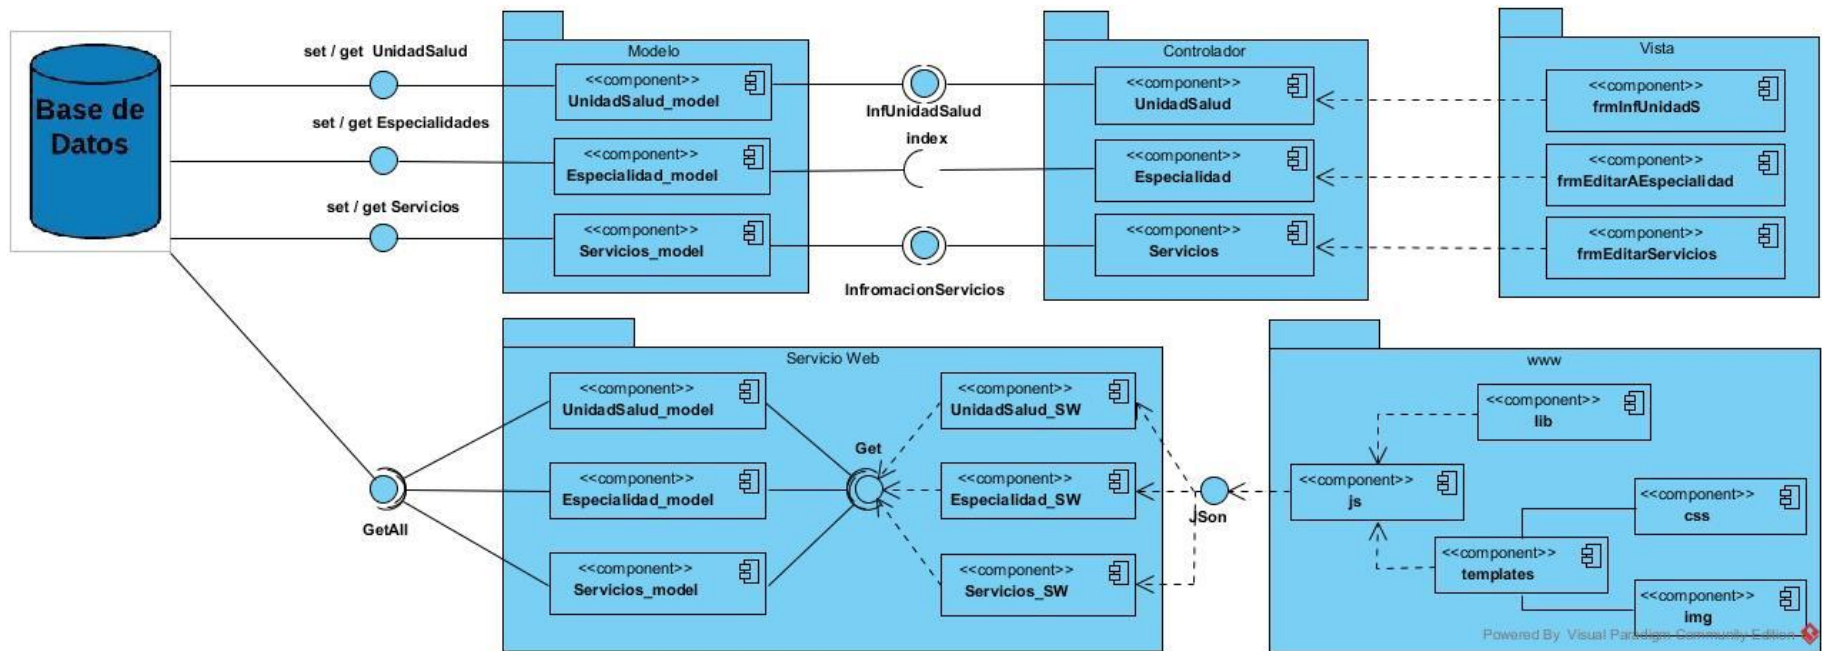 Base de
Datos
set / get  UnidadSalud
set / get Especialidades
set / get Servicios
Modelo
<<component>>
UnidadSalud_model
<<component>>
Especialidad_model
<<component>>
Servicios_model
InfUnidadSalud
index
InfromacionServicios
Controlador
<<component>>
UnidadSalud
<<component>>
Especialidad
<<component>>
Servicios
Vista
<<component>>
frmInfUnidadS
<<component>>
frmEditarAEspecialidad
<<component>>
frmEditarServicios
GetAll
Servicio Web
<<component>>
UnidadSalud_model
<<component>>
Especialidad_model
<<component>>
Servicios_model
Get
<<component>>
UnidadSalud_SW
<<component>>
Especialidad_SW
<<component>>
Servicios_SW
JSon
www
<<component>>
lib
<<component>>
js
<<component>>
css
<<component>>
templates
<<component>>
img
Powered By  Visual Paradigm Community Edition